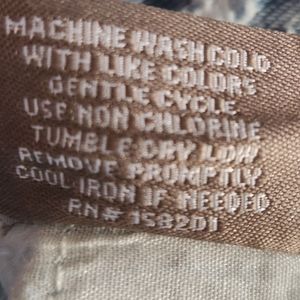 MACHINE WASH COLD
WITH LIKE COLORS
GENTLE CYCLE
USE NON CHLORINE
TUMBLE DRY LOW
REMOVE PROMPTLY
COOL IRON IF NEEDED
RN# 158201